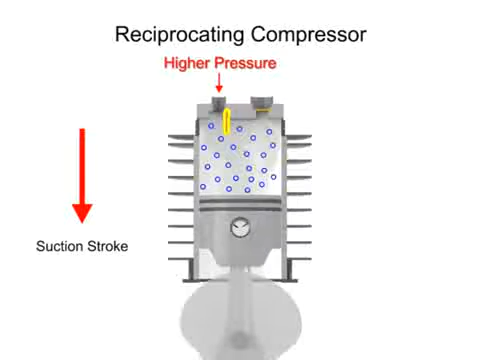 Reciprocating Compressor
Higher Pressure
Suction Stroke